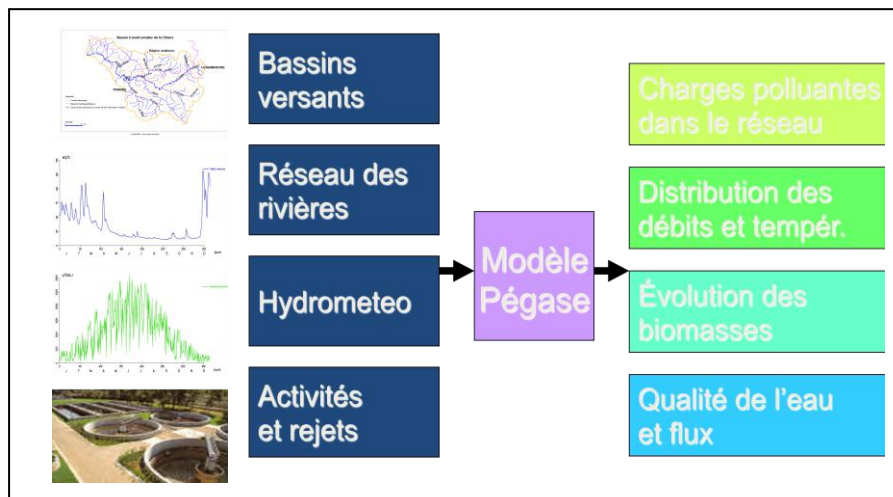 Bassins
versants
Réseau des
rivières
Hydrometeo
Activités
et rejets
Modèle
Pégase
Charges polluantes
dans le réseau
Distribution des
débits et tempér.
Évolution des
biomasses
Qualité de l’eau
et flux